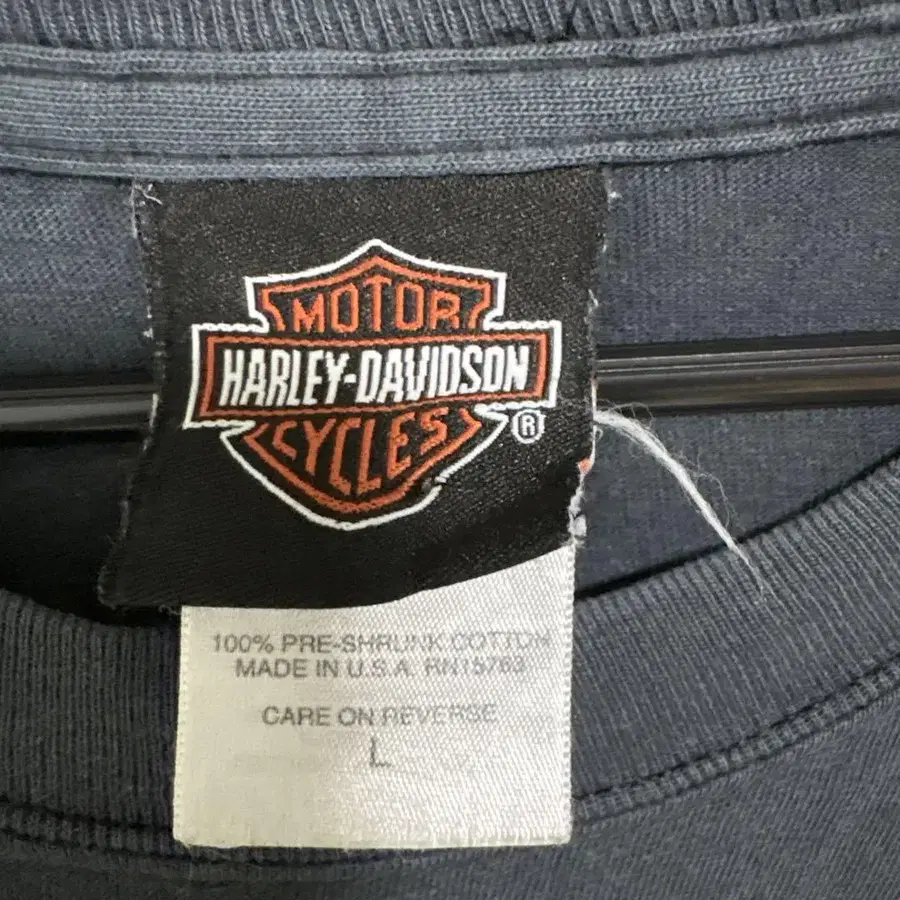 MOTOR
HARLEY-DAVIDSON
CYCLES
®
100% PRE-SHRUNK COTTON
MADE IN U.S.A. RN15763
CARE ON REVERSE
L